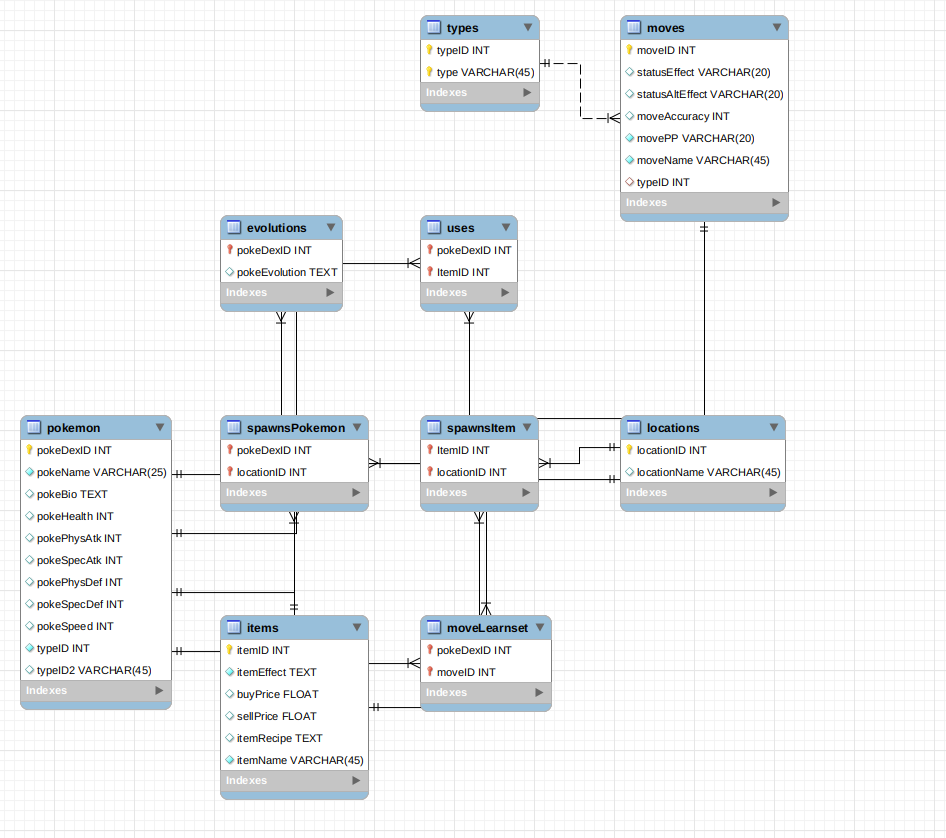 types
typeID INT
type VARCHAR(45)
Indexes
moves
moveID INT
statusEffect VARCHAR(20)
statusAltEffect VARCHAR(20)
moveAccuracy INT
movePP VARCHAR(20)
moveName VARCHAR(45)
typeID INT
Indexes
evolutions
pokeDexID INT
pokeEvolution TEXT
Indexes
uses
pokeDexID INT
ItemID INT
Indexes
pokemon
pokeDexID INT
pokeName VARCHAR(25)
pokeBio TEXT
pokeHealth INT
pokePhysAtk INT
pokeSpecAtk INT
pokePhysDef INT
pokeSpecDef INT
pokeSpeed INT
typeID INT
typeID2 VARCHAR(45)
Indexes
spawnsPokemon
pokeDexID INT
locationID INT
Indexes
spawnsItem
ItemID INT
locationID INT
Indexes
locations
locationID INT
locationName VARCHAR(45)
Indexes
items
itemID INT
itemEffect TEXT
buyPrice FLOAT
sellPrice FLOAT
itemRecipe TEXT
itemName VARCHAR(45)
Indexes
moveLearnset
pokeDexID INT
moveID INT
Indexes